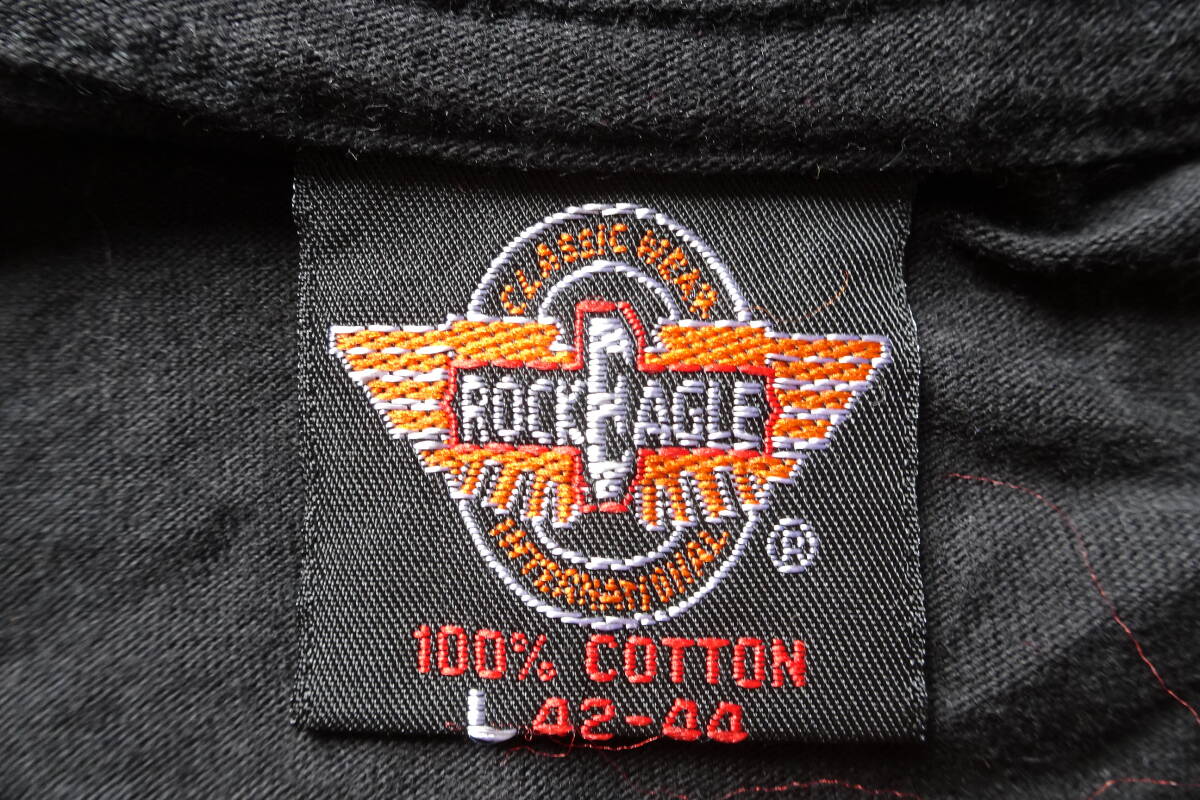 CLASSIC WEAR
ROCK EAGLE
INTERNATIONAL
®
100% COTTON
L 42-44